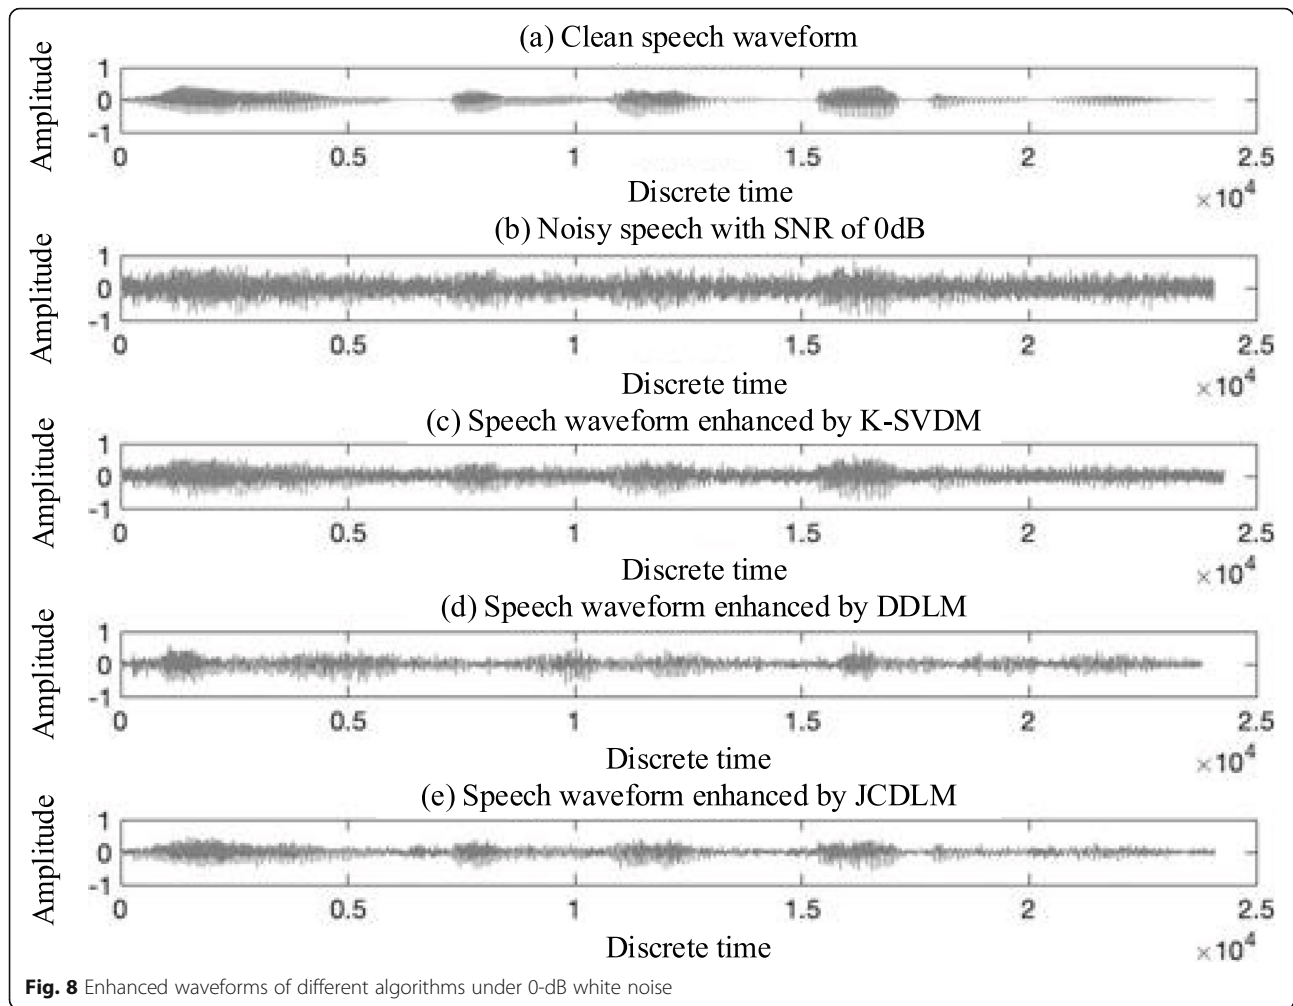 (a) Clean speech waveform
Amplitude
1
0
-1
0 0.5 1 1.5 2 2.5
×10^4
Discrete time
(b) Noisy speech with SNR of 0dB
Amplitude
1
0
-1
0 0.5 1 1.5 2 2.5
×10^4
Discrete time
(c) Speech waveform enhanced by K-SVDM
Amplitude
1
0
-1
0 0.5 1 1.5 2 2.5
×10^4
Discrete time
(d) Speech waveform enhanced by DDLM
Amplitude
1
0
-1
0 0.5 1 1.5 2 2.5
×10^4
Discrete time
(e) Speech waveform enhanced by JCDLM
Amplitude
1
0
-1
0 0.5 1 1.5 2 2.5
×10^4
Discrete time
Fig. 8 Enhanced waveforms of different algorithms under 0-dB white noise